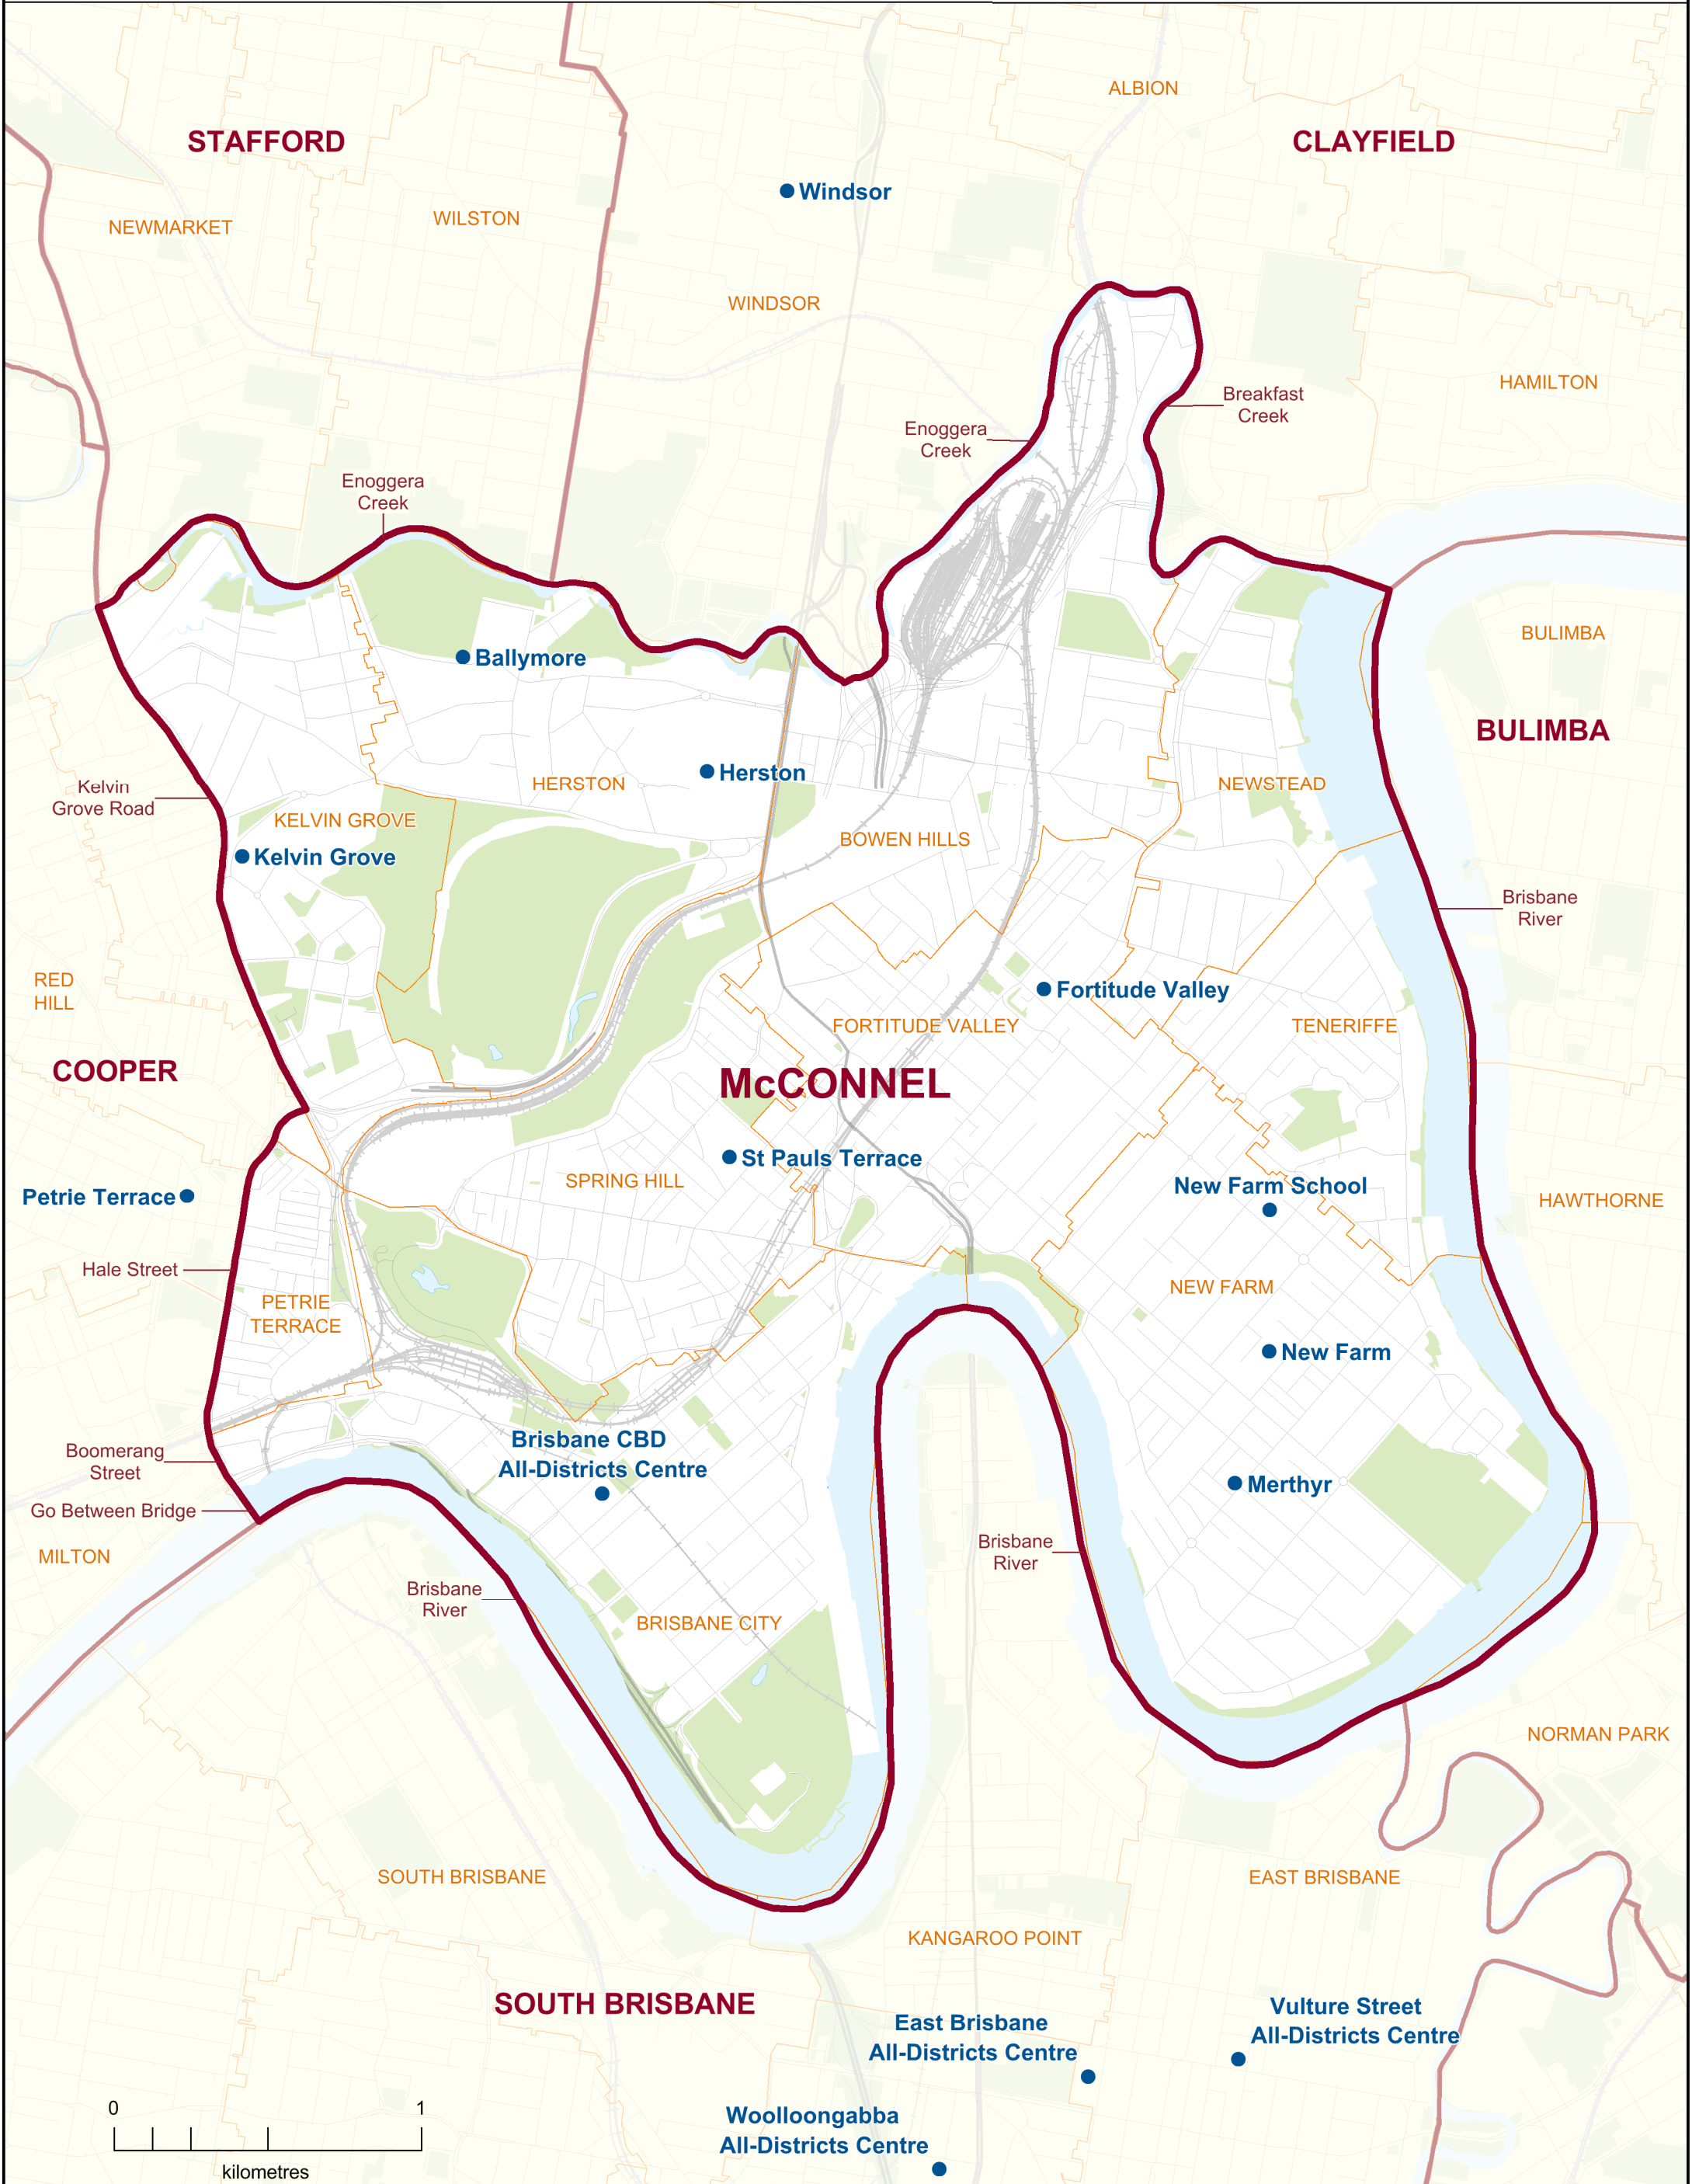 ALBION
STAFFORD
CLAYFIELD
Windsor
NEWMARKET
WILSTON
WINDSOR
HAMILTON
Breakfast
Creek
Enoggera
Creek
Enoggera
Creek
BULIMBA
Ballymore
BULIMBA
Herston
HERSTON
NEWSTEAD
Kelvin
Grove Road
KELVIN GROVE
BOWEN HILLS
Kelvin Grove
Brisbane
River
RED
HILL
Fortitude Valley
FORTITUDE VALLEY
TENERIFFE
COOPER
McCONNEL
St Pauls Terrace
SPRING HILL
New Farm School
Petrie Terrace
HAWTHORNE
Hale Street
NEW FARM
PETRIE
TERRACE
New Farm
Brisbane CBD
All-Districts Centre
Boomerang
Street
Merthyr
Go Between Bridge
MILTON
Brisbane
River
Brisbane
River
BRISBANE CITY
NORMAN PARK
SOUTH BRISBANE
EAST BRISBANE
KANGAROO POINT
SOUTH BRISBANE
Vulture Street
All-Districts Centre
East Brisbane
All-Districts Centre
Woolloongabba
All-Districts Centre
0 1
kilometres